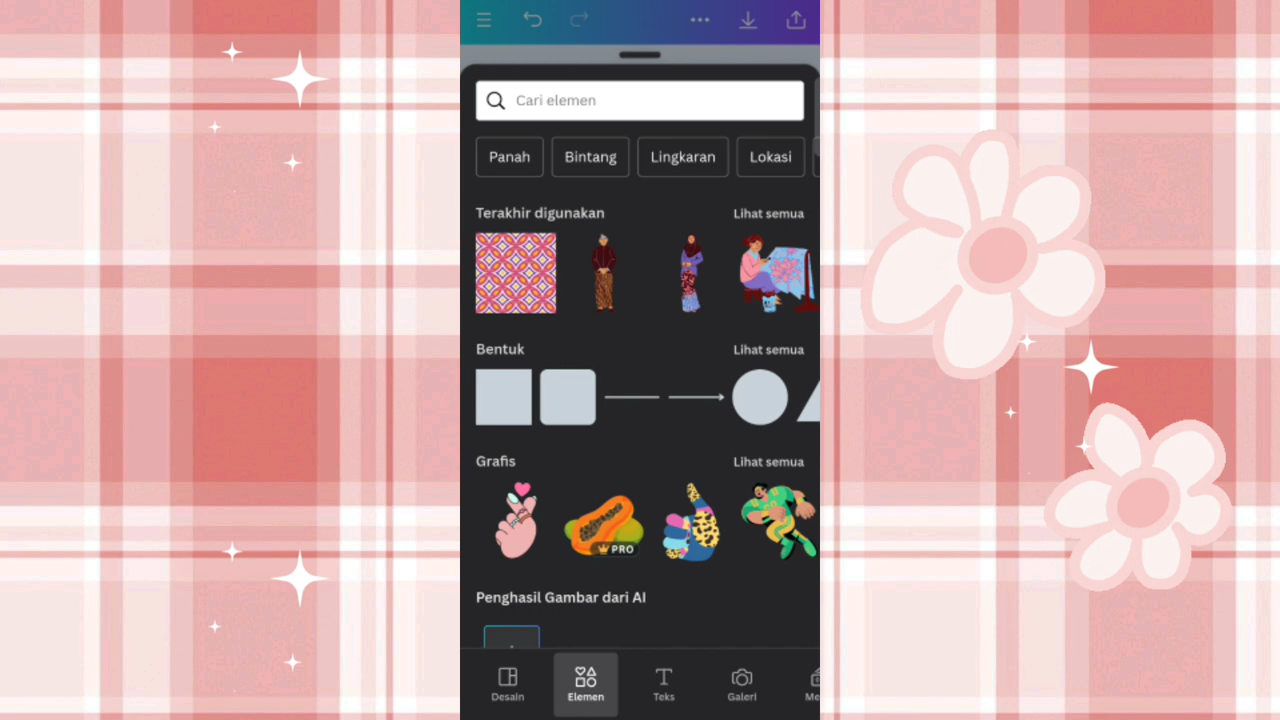 Cari elemen
Panah Bintang Lingkaran Lokasi
Terakhir digunakan Lihat semua
Bentuk Lihat semua
Grafis Lihat semua
PRO
Penghasil Gambar dari AI
Desain Elemen Teks Galeri